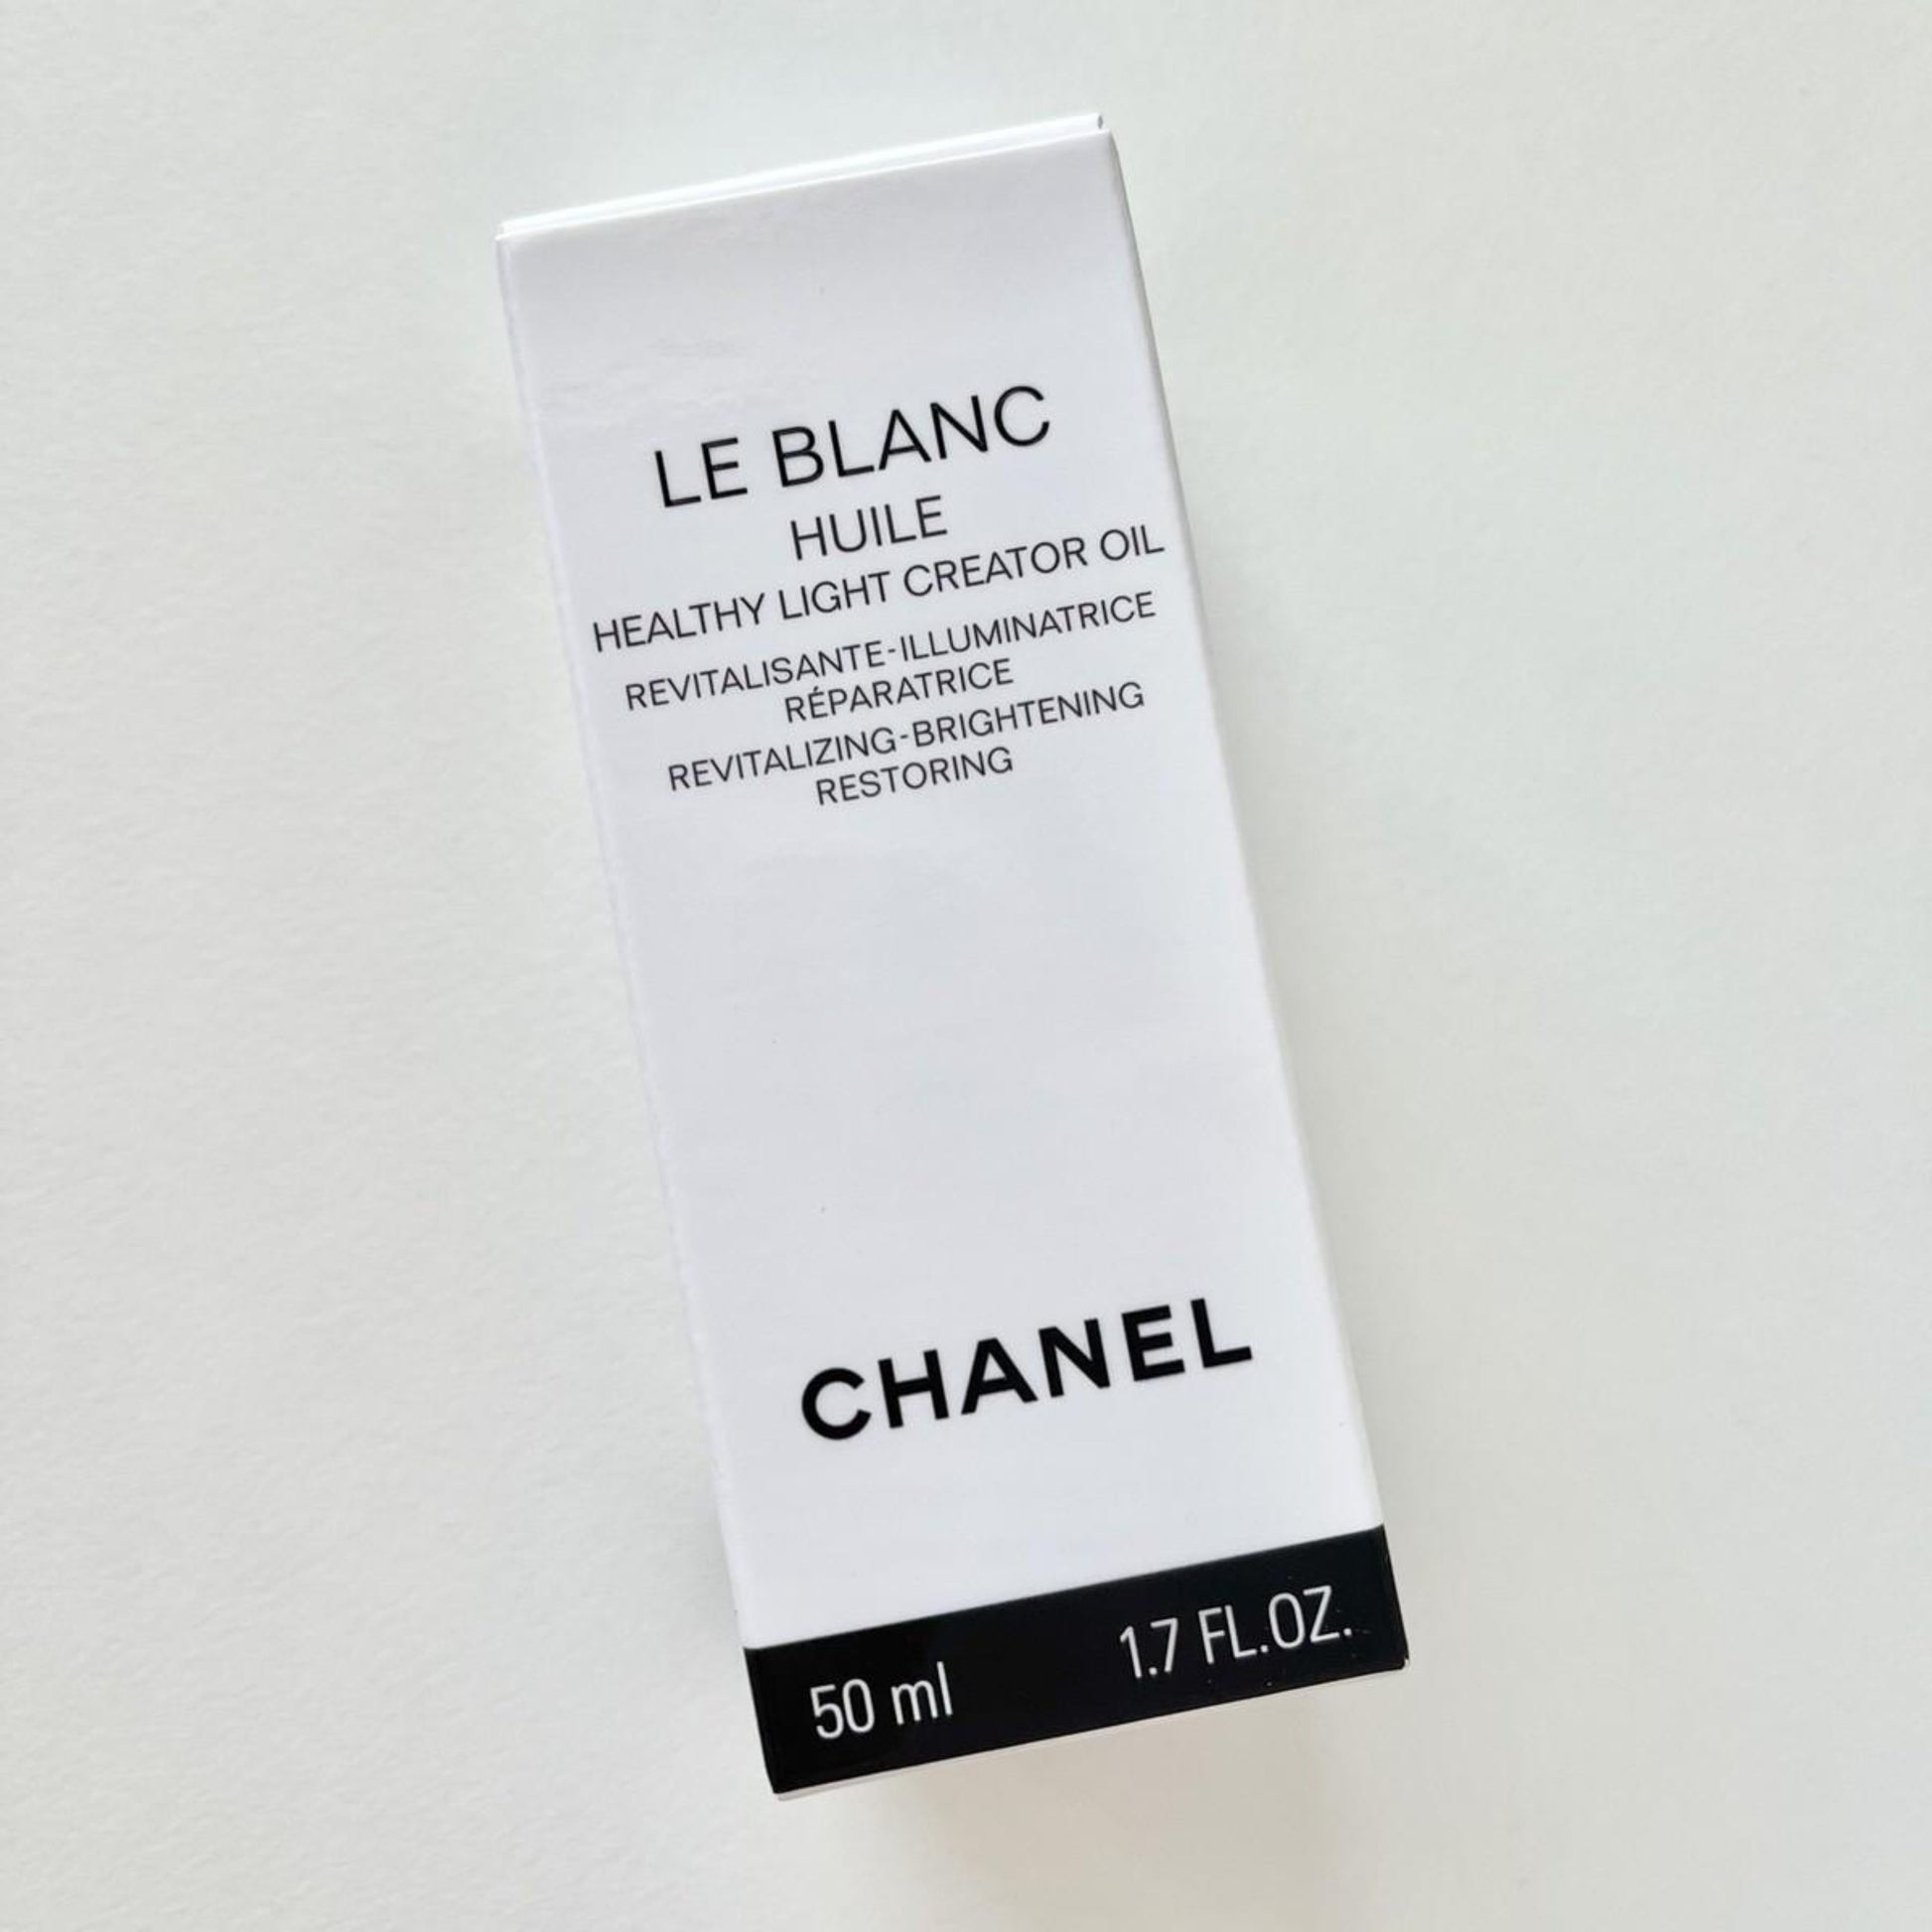 LE BLANC
HUILE
HEALTHY LIGHT CREATOR OIL
REVITALISANTE-ILLUMINATRICE
RÉPARATRICE
REVITALIZING-BRIGHTENING
RESTORING
CHANEL
50 ml 1.7 FL.OZ.